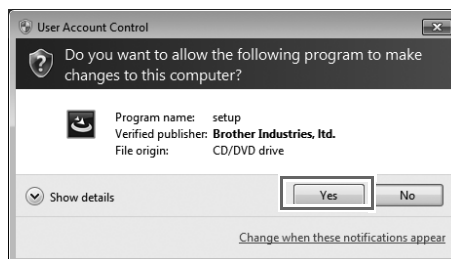 User Account Control
Do you want to allow the following program to make
changes to this computer?
Program name: setup
Verified publisher: Brother Industries, ltd.
File origin: CD/DVD drive
Show details
Yes
No
Change when these notifications appear